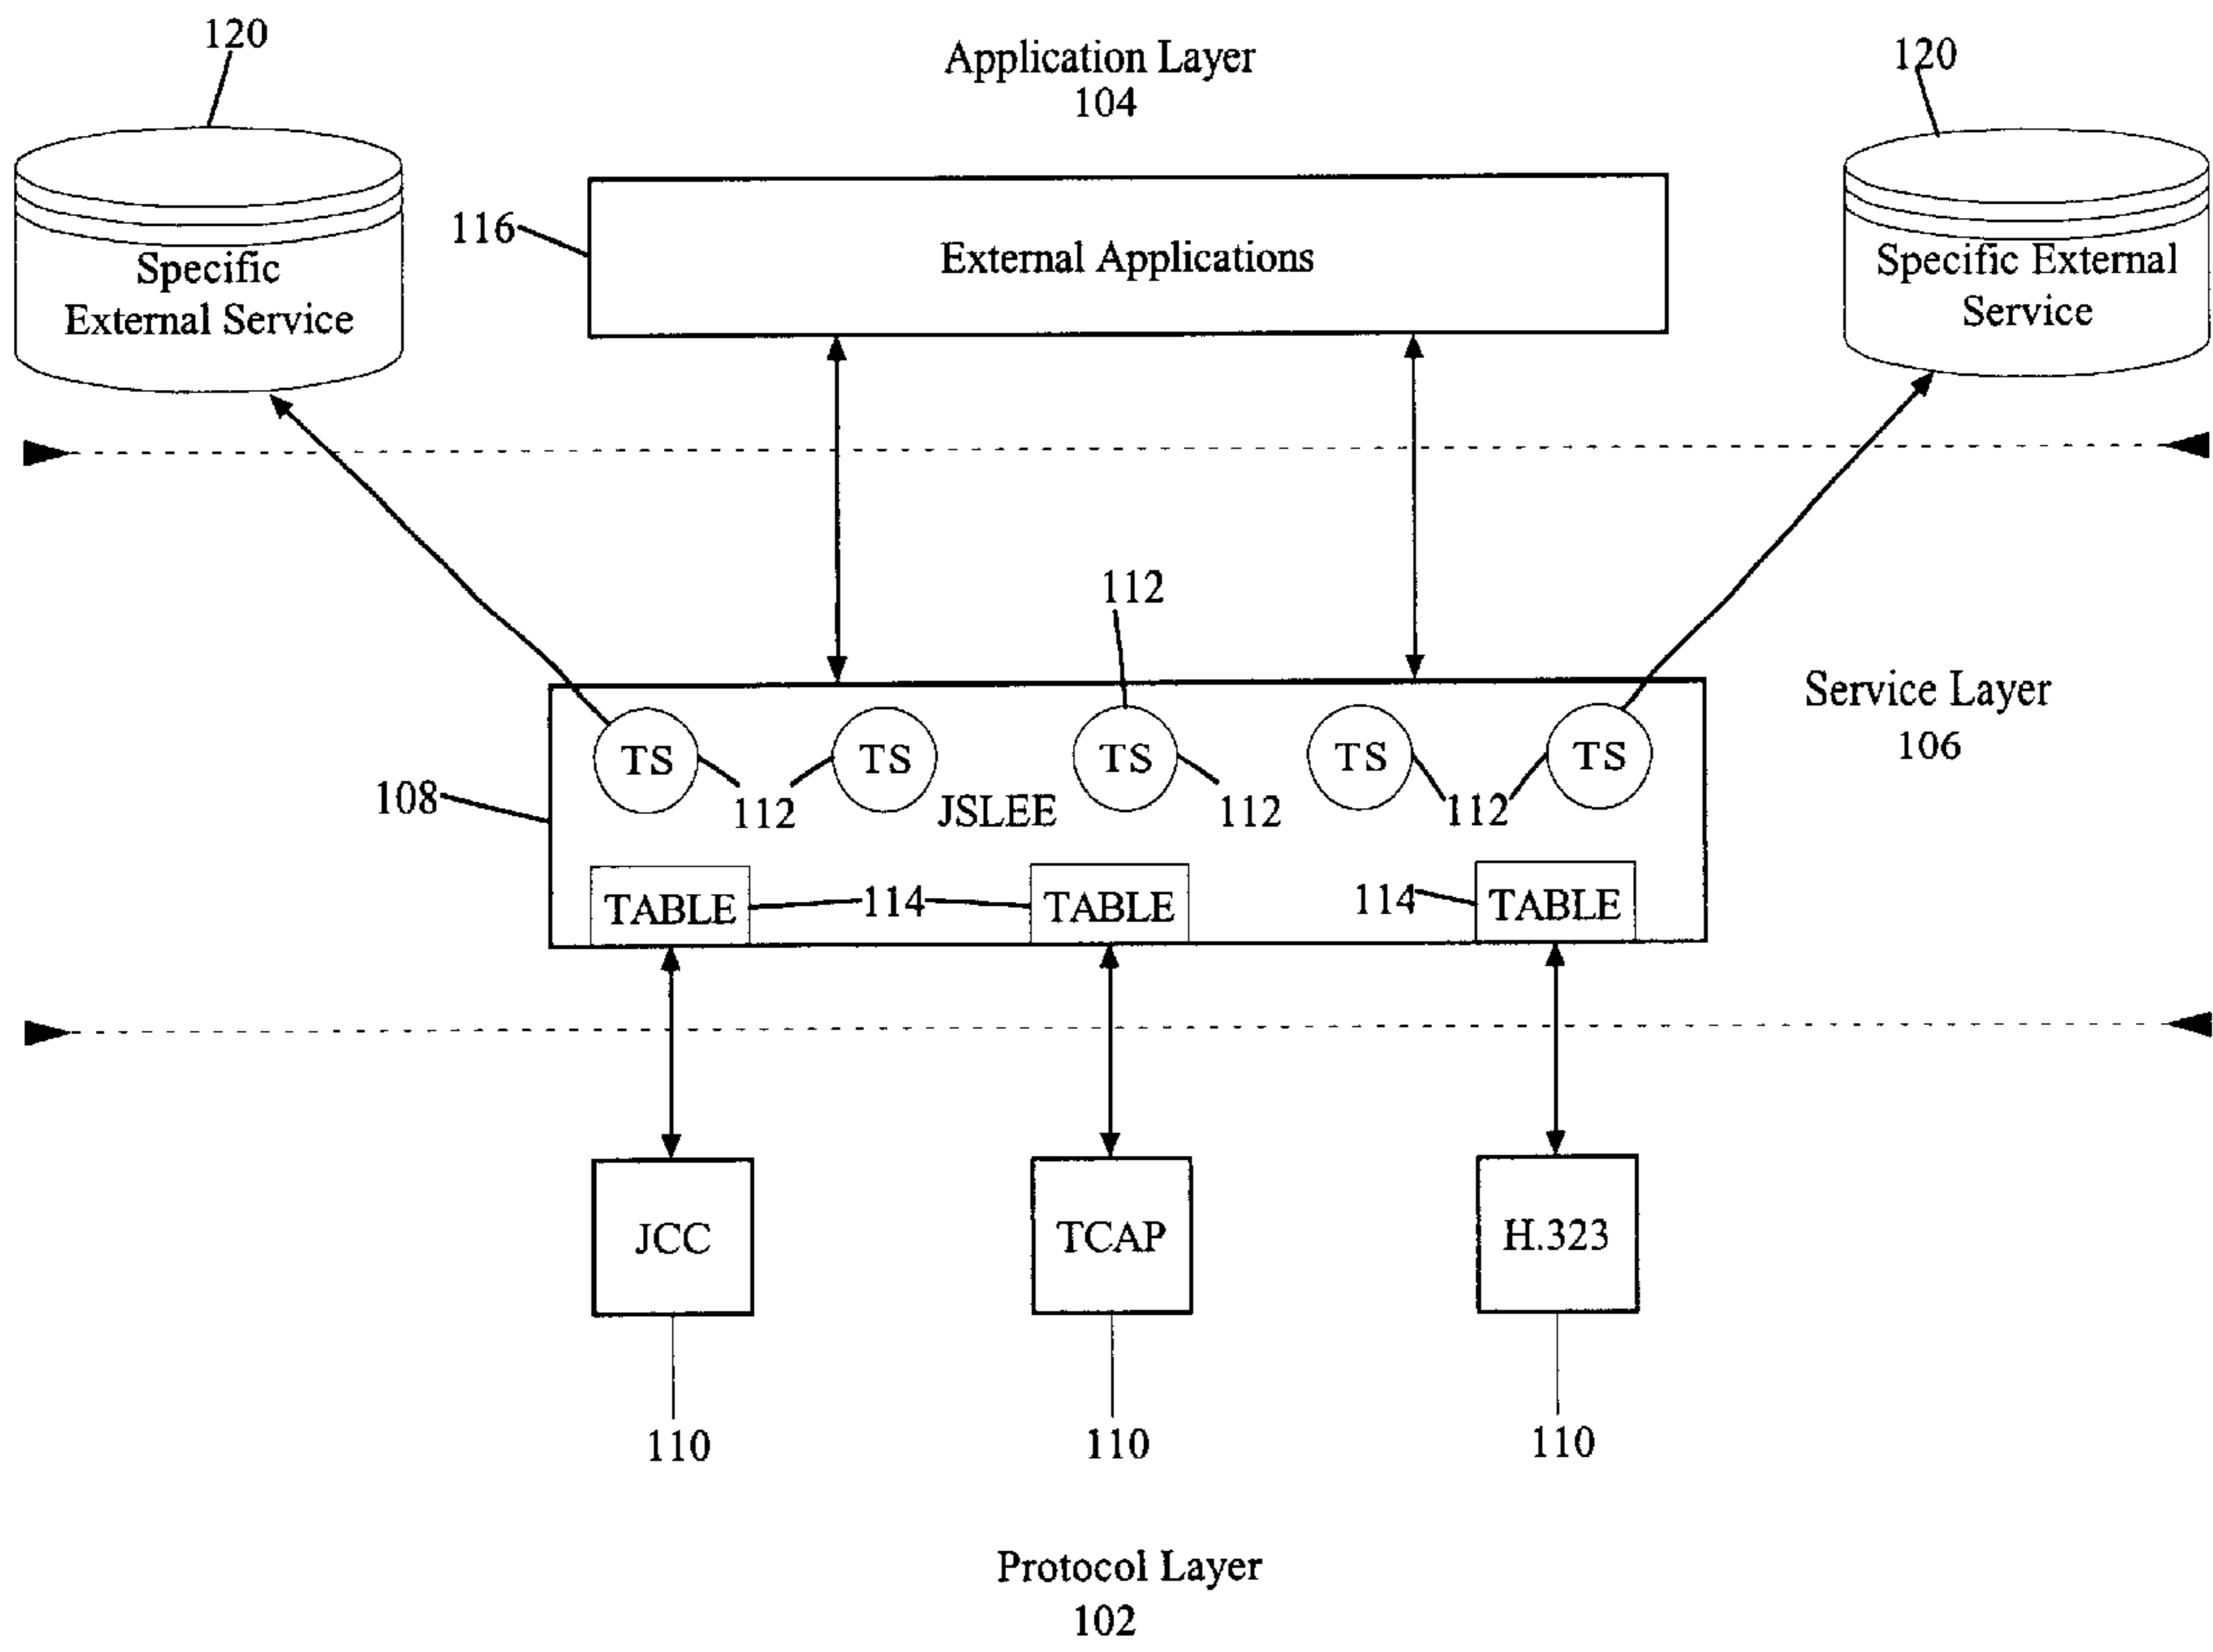 120
Application Layer
104
120
116
External Applications
Specific
External Service
Specific External
Service
112
Service Layer
106
TS
TS
TS
TS
TS
108
112
JSLEE
112
112
TABLE
114
TABLE
114
TABLE
JCC
TCAP
H.323
110
110
110
Protocol Layer
102